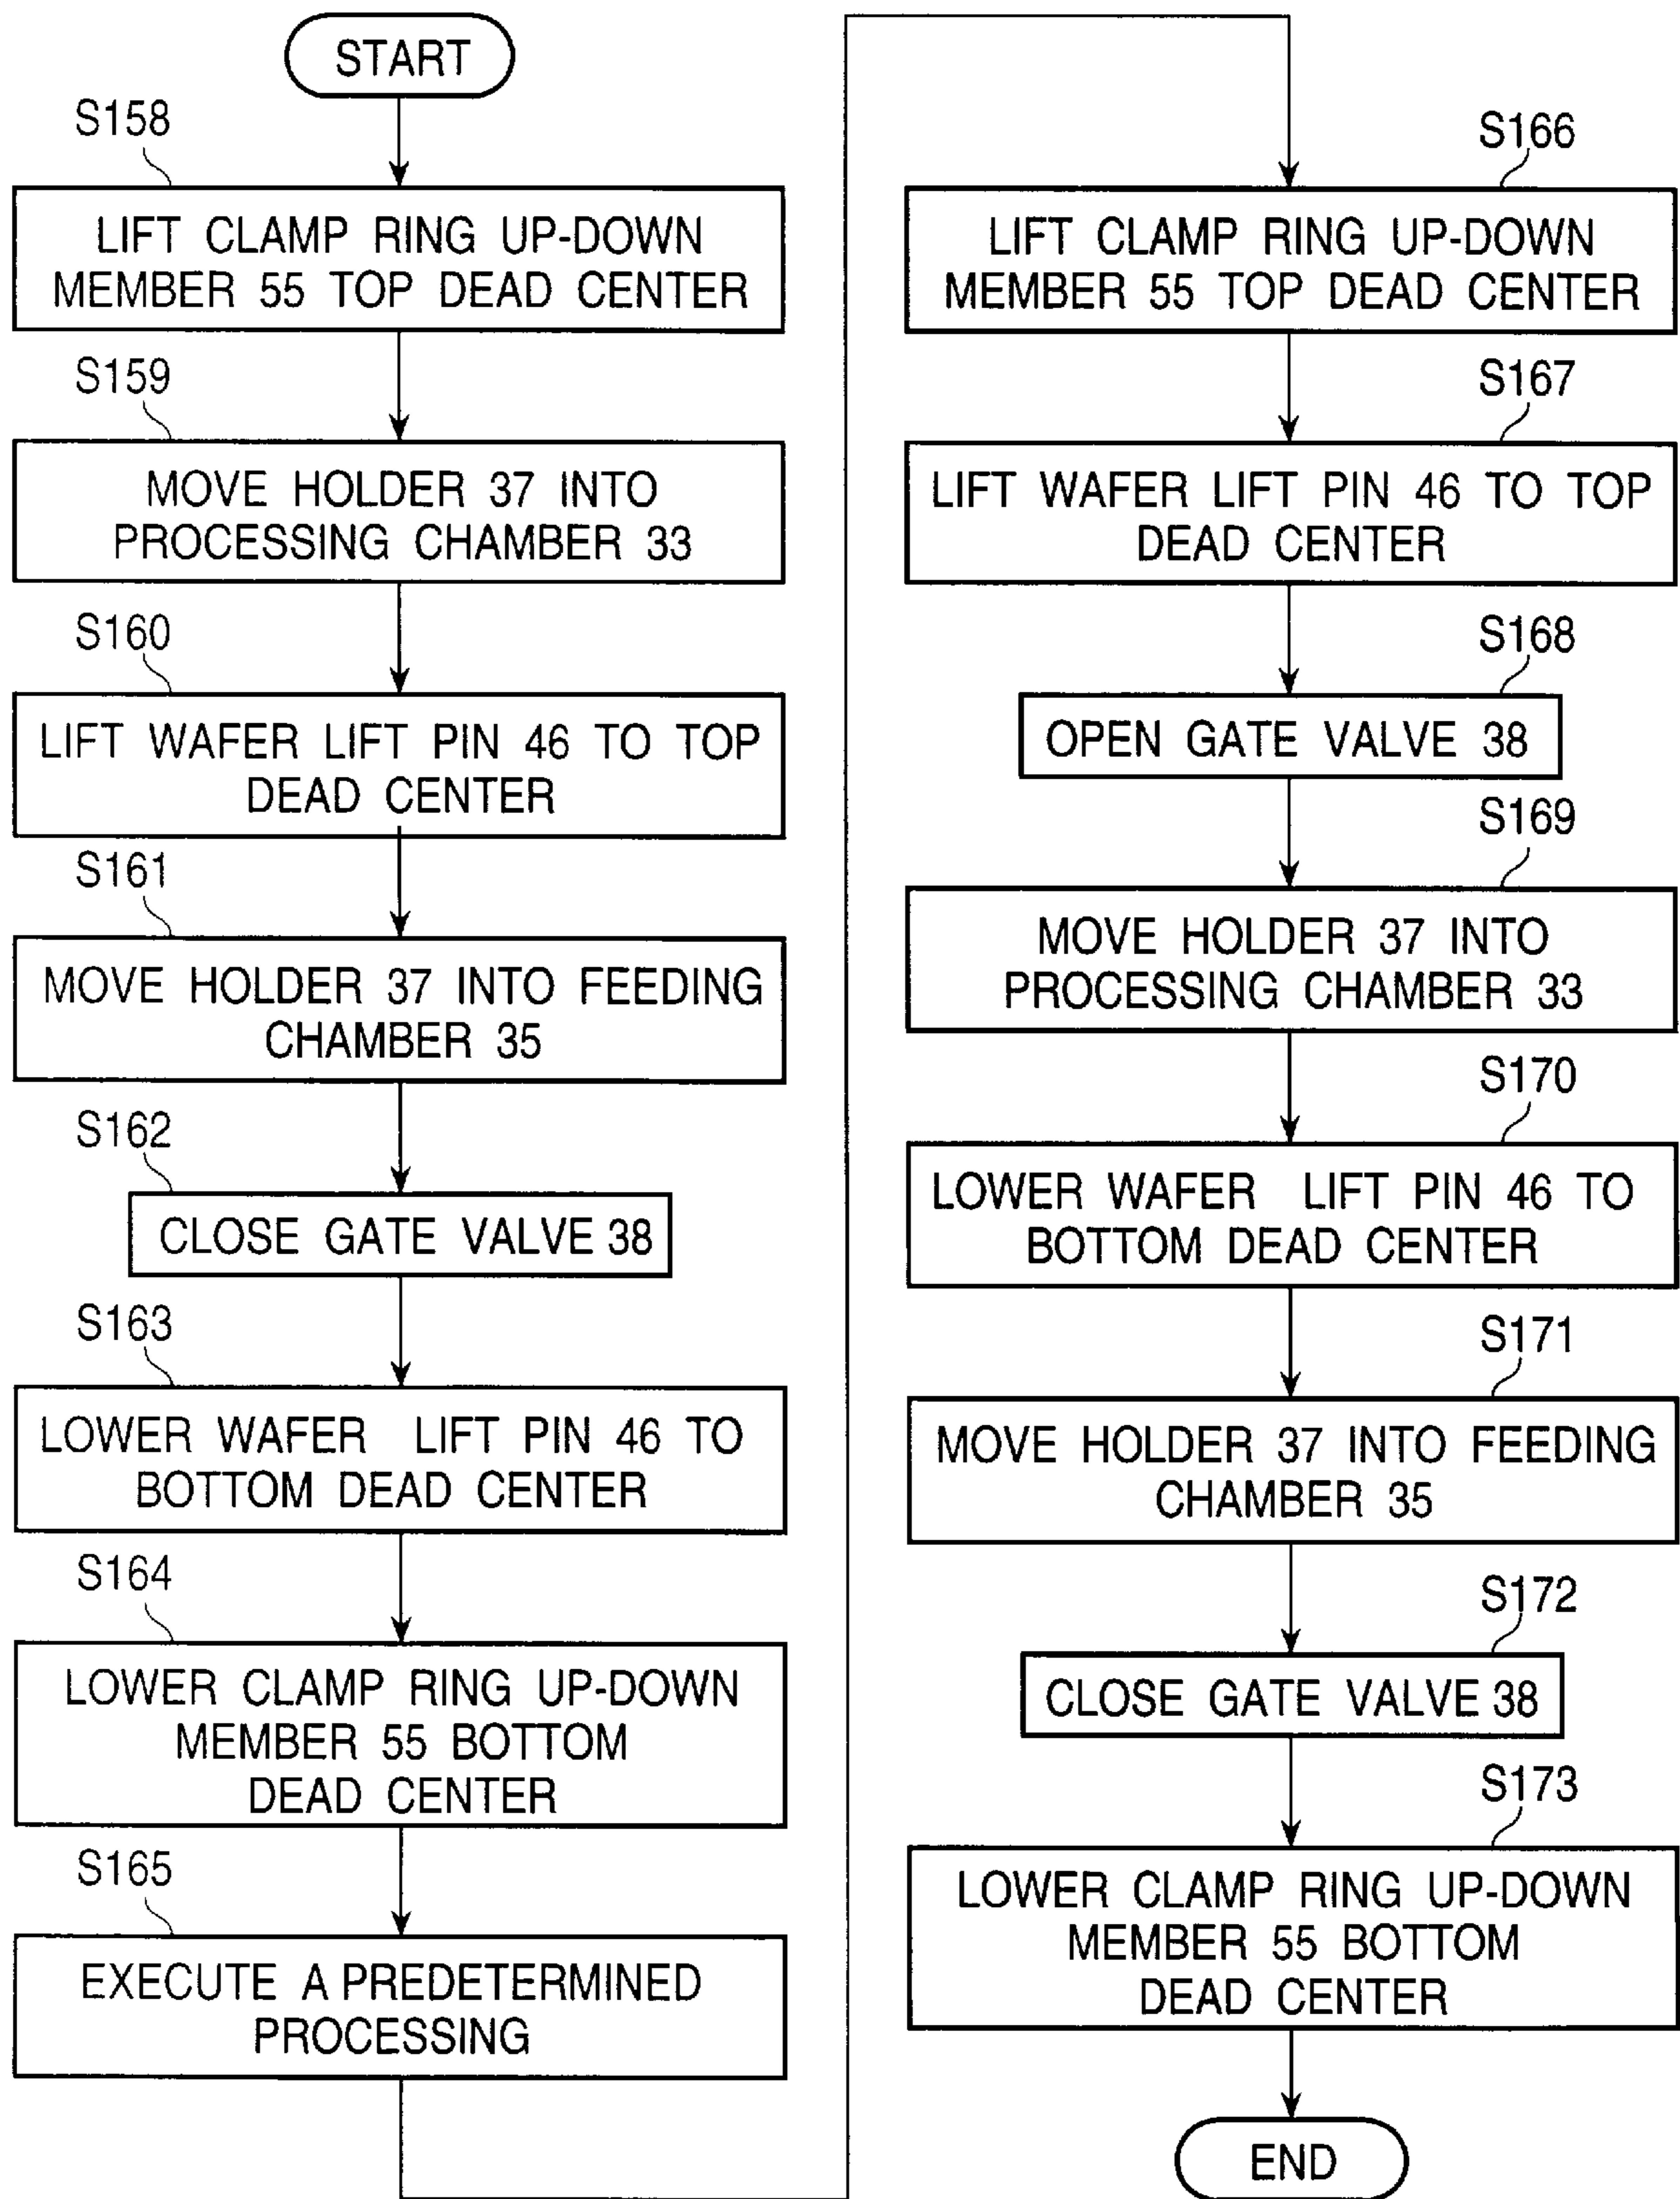 START
S158
LIFT CLAMP RING UP-DOWN
MEMBER 55 TOP DEAD CENTER
S159
MOVE HOLDER 37 INTO
PROCESSING CHAMBER 33
S160
LIFT WAFER LIFT PIN 46 TO TOP
DEAD CENTER
S161
MOVE HOLDER 37 INTO FEEDING
CHAMBER 35
S162
CLOSE GATE VALVE 38
S163
LOWER WAFER LIFT PIN 46 TO
BOTTOM DEAD CENTER
S164
LOWER CLAMP RING UP-DOWN
MEMBER 55 BOTTOM
DEAD CENTER
S165
EXECUTE A PREDETERMINED
PROCESSING
S166
LIFT CLAMP RING UP-DOWN
MEMBER 55 TOP DEAD CENTER
S167
LIFT WAFER LIFT PIN 46 TO TOP
DEAD CENTER
S168
OPEN GATE VALVE 38
S169
MOVE HOLDER 37 INTO
PROCESSING CHAMBER 33
S170
LOWER WAFER LIFT PIN 46 TO
BOTTOM DEAD CENTER
S171
MOVE HOLDER 37 INTO FEEDING
CHAMBER 35
S172
CLOSE GATE VALVE 38
S173
LOWER CLAMP RING UP-DOWN
MEMBER 55 BOTTOM
DEAD CENTER
END